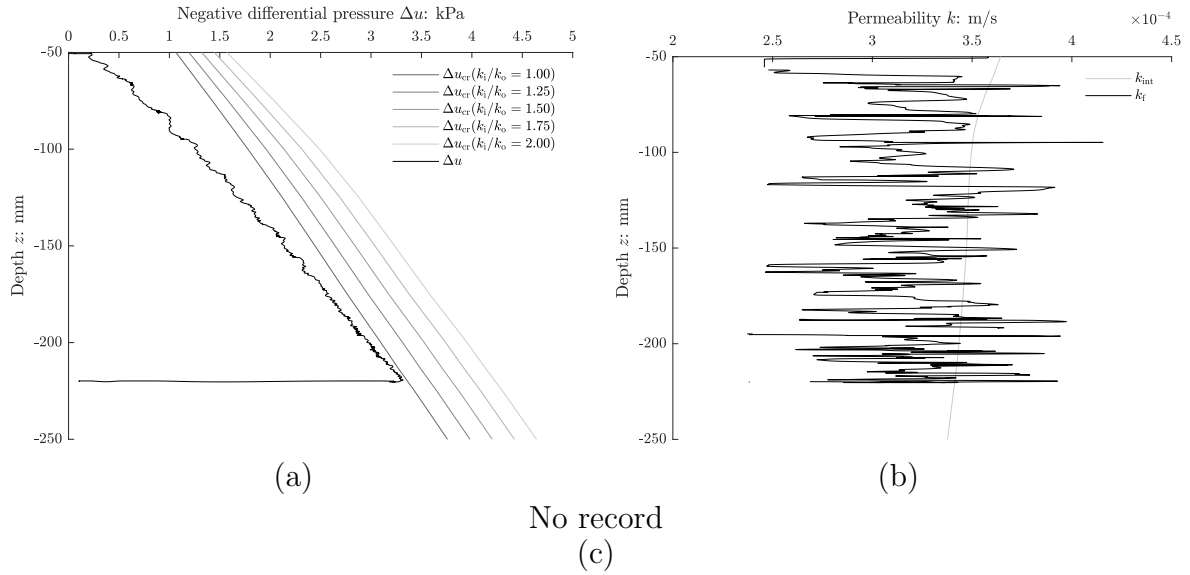 Negative differential pressure Δu: kPa
0 0.5 1 1.5 2 2.5 3 3.5 4 4.5 5
-50
-100
-150
-200
-250
Depth z: mm
Δu_cr(k_i/k_o = 1.00)
Δu_cr(k_i/k_o = 1.25)
Δu_cr(k_i/k_o = 1.50)
Δu_cr(k_i/k_o = 1.75)
Δu_cr(k_i/k_o = 2.00)
Δu
(a)
Permeability k: m/s
×10⁻⁴
2 2.5 3 3.5 4 4.5
-50
-100
-150
-200
-250
Depth z: mm
k_int
k_f
(b)
No record
(c)